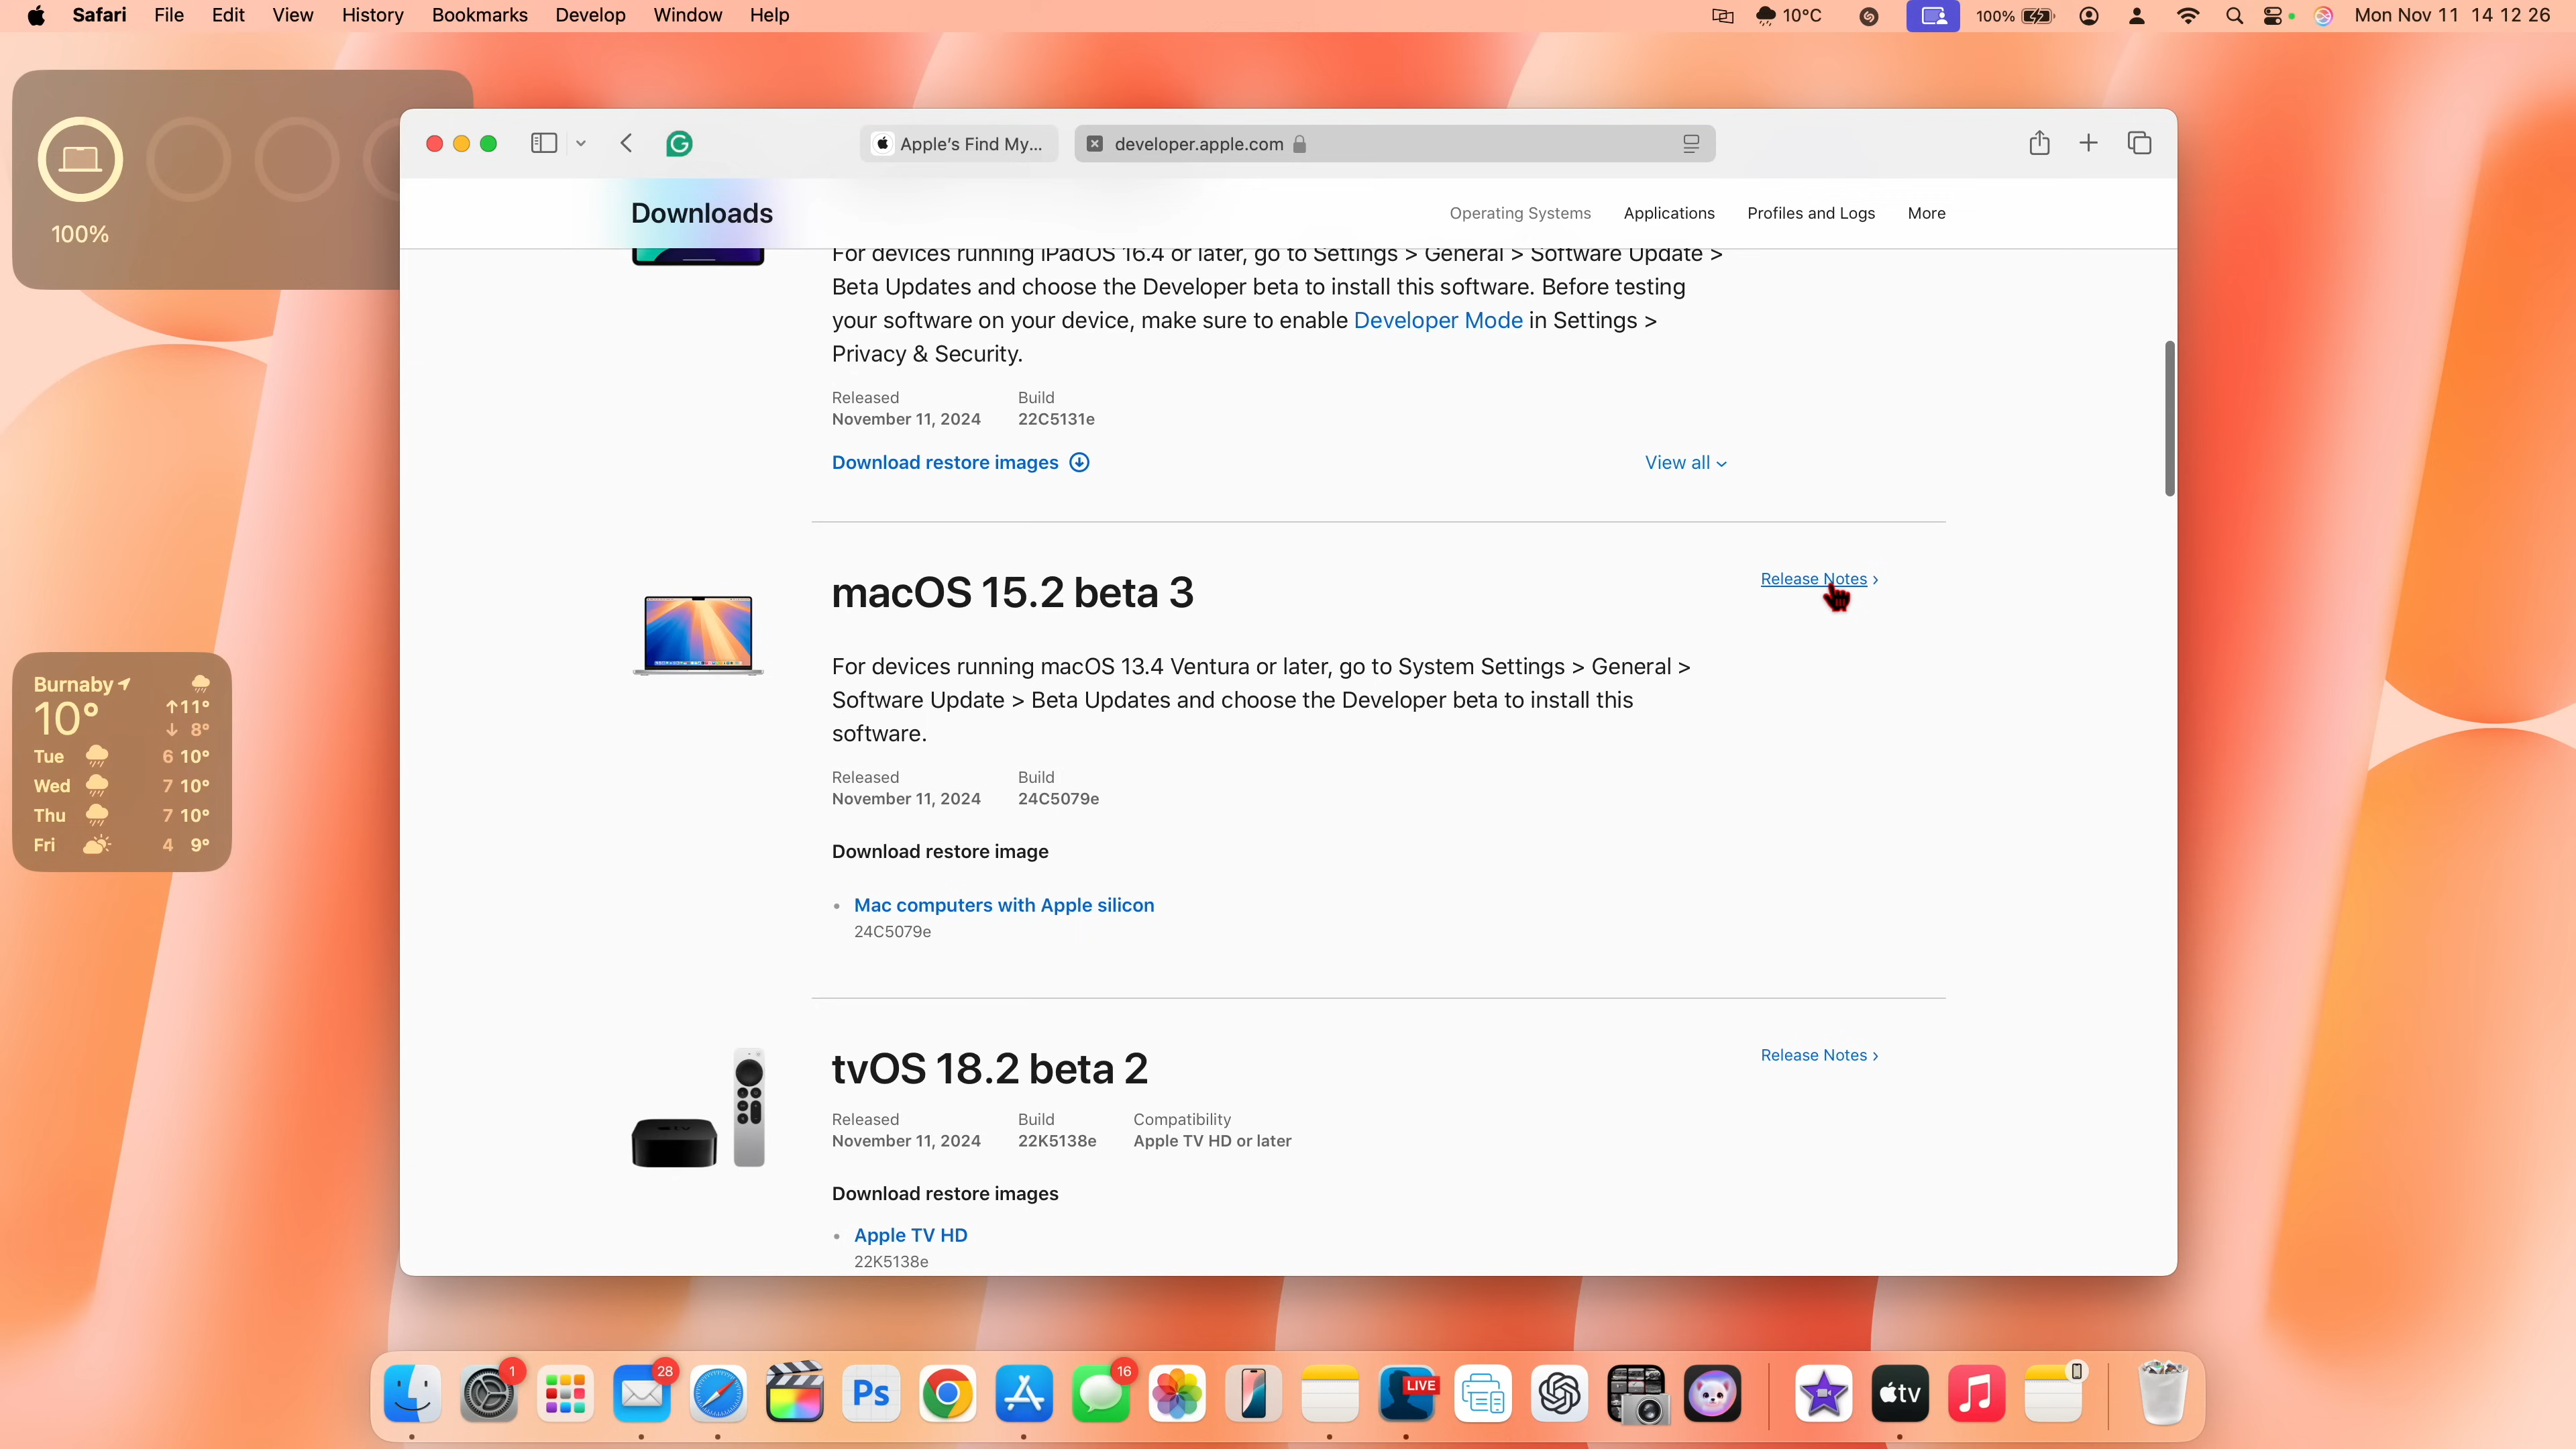 Safari File Edit View History Bookmarks Develop Window Help 10°C 100% Mon Nov 11 14 12 26
100%
Apple's Find My... developer.apple.com
Downloads Operating Systems Applications Profiles and Logs More
For devices running iPadOS 16.4 or later, go to Settings > General > Software Update >
Beta Updates and choose the Developer beta to install this software. Before testing
your software on your device, make sure to enable Developer Mode in Settings >
Privacy & Security.
Released Build
November 11, 2024 22C5131e
Download restore images View all
macOS 15.2 beta 3 Release Notes >
For devices running macOS 13.4 Ventura or later, go to System Settings > General >
Software Update > Beta Updates and choose the Developer beta to install this
software.
Released Build
November 11, 2024 24C5079e
Download restore image
• Mac computers with Apple silicon
24C5079e
tvOS 18.2 beta 2 Release Notes >
Released Build Compatibility
November 11, 2024 22K5138e Apple TV HD or later
Download restore images
• Apple TV HD
22K5138e
Burnaby
10° ↑11°
↓ 8°
Tue 6 10°
Wed 7 10°
Thu 7 10°
Fri 4 9°
1 28 Ps 16 LIVE tv